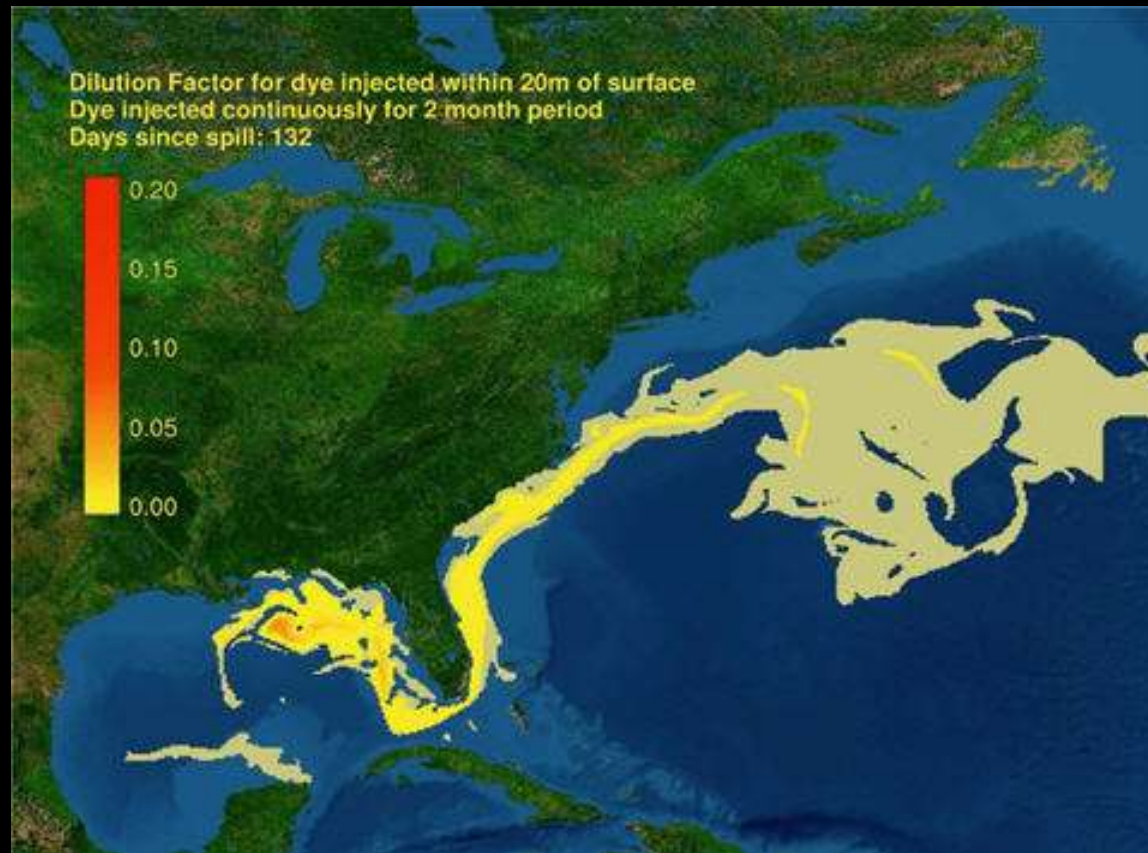 Dilution Factor for dye injected within 20m of surface
Dye injected continuously for 2 month period
Days since spill: 132
0.20
0.15
0.10
0.05
0.00